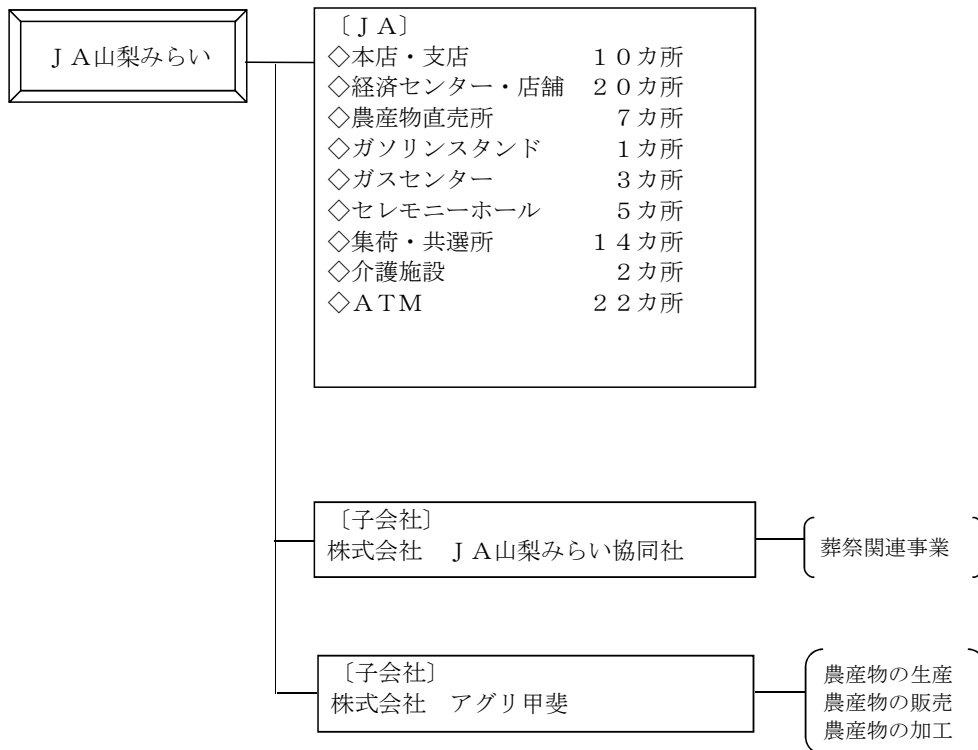 ＪＡ山梨みらい
〔ＪＡ〕
◇本店・支店　１０カ所
◇経済センター・店舗　２０カ所
◇農産物直売所　７カ所
◇ガソリンスタンド　１カ所
◇ガスセンター　３カ所
◇セレモニーホール　５カ所
◇集荷・共選所　１４カ所
◇介護施設　２カ所
◇ＡＴＭ　２２カ所
〔子会社〕
株式会社　ＪＡ山梨みらい協同社
葬祭関連事業
〔子会社〕
株式会社　アグリ甲斐
農産物の生産
農産物の販売
農産物の加工